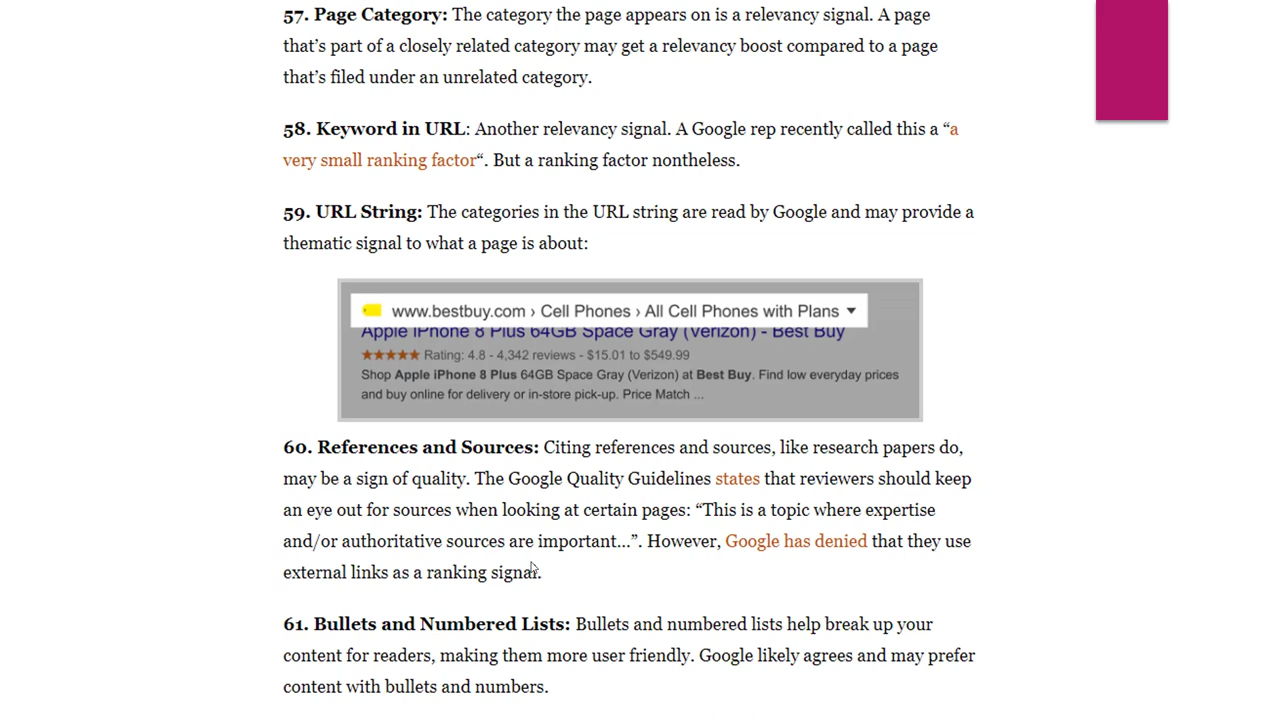 57. Page Category: The category the page appears on is a relevancy signal. A page
that’s part of a closely related category may get a relevancy boost compared to a page
that’s filed under an unrelated category.
58. Keyword in URL: Another relevancy signal. A Google rep recently called this a “a
very small ranking factor“. But a ranking factor nontheless.
59. URL String: The categories in the URL string are read by Google and may provide a
thematic signal to what a page is about:
www.bestbuy.com › Cell Phones › All Cell Phones with Plans
Apple iPhone 8 Plus 64GB Space Gray (Verizon) - Best Buy
★★★★★ Rating: 4.8 - 4,342 reviews - $15.01 to $549.99
Shop Apple iPhone 8 Plus 64GB Space Gray (Verizon) at Best Buy. Find low everyday prices
and buy online for delivery or in-store pick-up. Price Match ...
60. References and Sources: Citing references and sources, like research papers do,
may be a sign of quality. The Google Quality Guidelines states that reviewers should keep
an eye out for sources when looking at certain pages: “This is a topic where expertise
and/or authoritative sources are important…”. However, Google has denied that they use
external links as a ranking signal.
61. Bullets and Numbered Lists: Bullets and numbered lists help break up your
content for readers, making them more user friendly. Google likely agrees and may prefer
content with bullets and numbers.